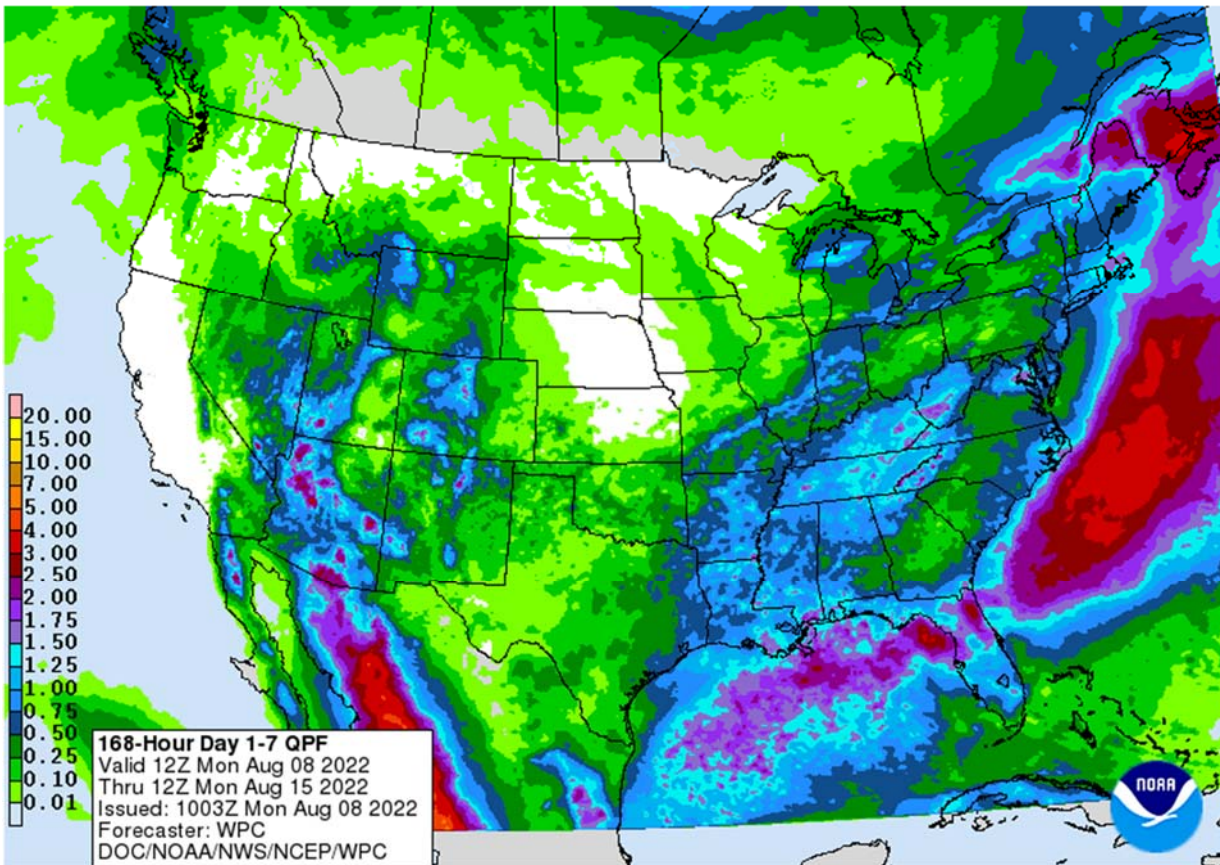 20.00
15.00
10.00
7.00
5.00
4.00
3.00
2.50
2.00
1.75
1.50
1.25
1.00
0.75
0.50
0.25
0.10
0.01
168-Hour Day 1-7 QPF
Valid 12Z Mon Aug 08 2022
Thru 12Z Mon Aug 15 2022
Issued: 1003Z Mon Aug 08 2022
Forecaster: WPC
DOC/NOAA/NWS/NCEP/WPC
NOAA